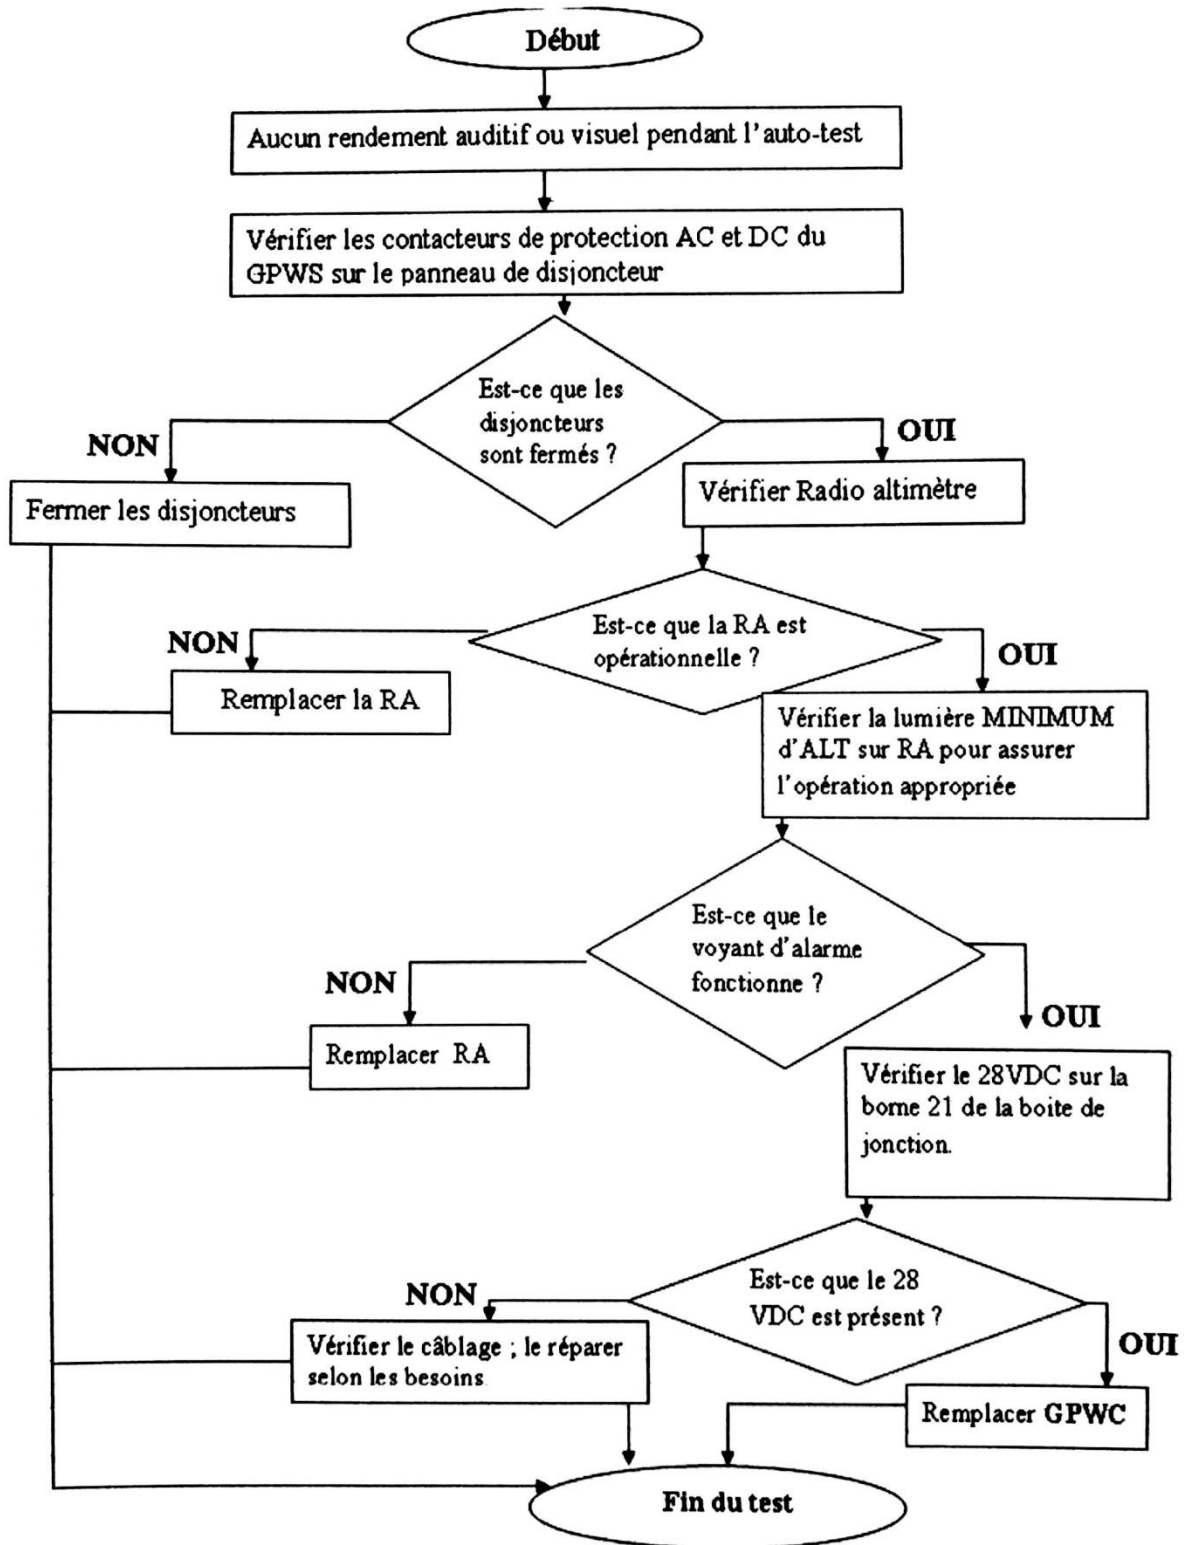 Début
Aucun rendement auditif ou visuel pendant l'auto-test
Vérifier les contacteurs de protection AC et DC du
GPWS sur le panneau de disjoncteur
Est-ce que les
disjoncteurs
sont fermés ?
NON
OUI
Fermer les disjoncteurs
Vérifier Radio altimètre
Est-ce que la RA est
opérationnelle ?
NON
OUI
Remplacer la RA
Vérifier la lumière MINIMUM
d'ALT sur RA pour assurer
l'opération appropriée
Est-ce que le
voyant d'alarme
fonctionne ?
NON
OUI
Remplacer RA
Vérifier le 28VDC sur la
borne 21 de la boite de
jonction.
Est-ce que le 28
VDC est présent ?
NON
OUI
Vérifier le câblage ; le réparer
selon les besoins
Remplacer GPWC
Fin du test